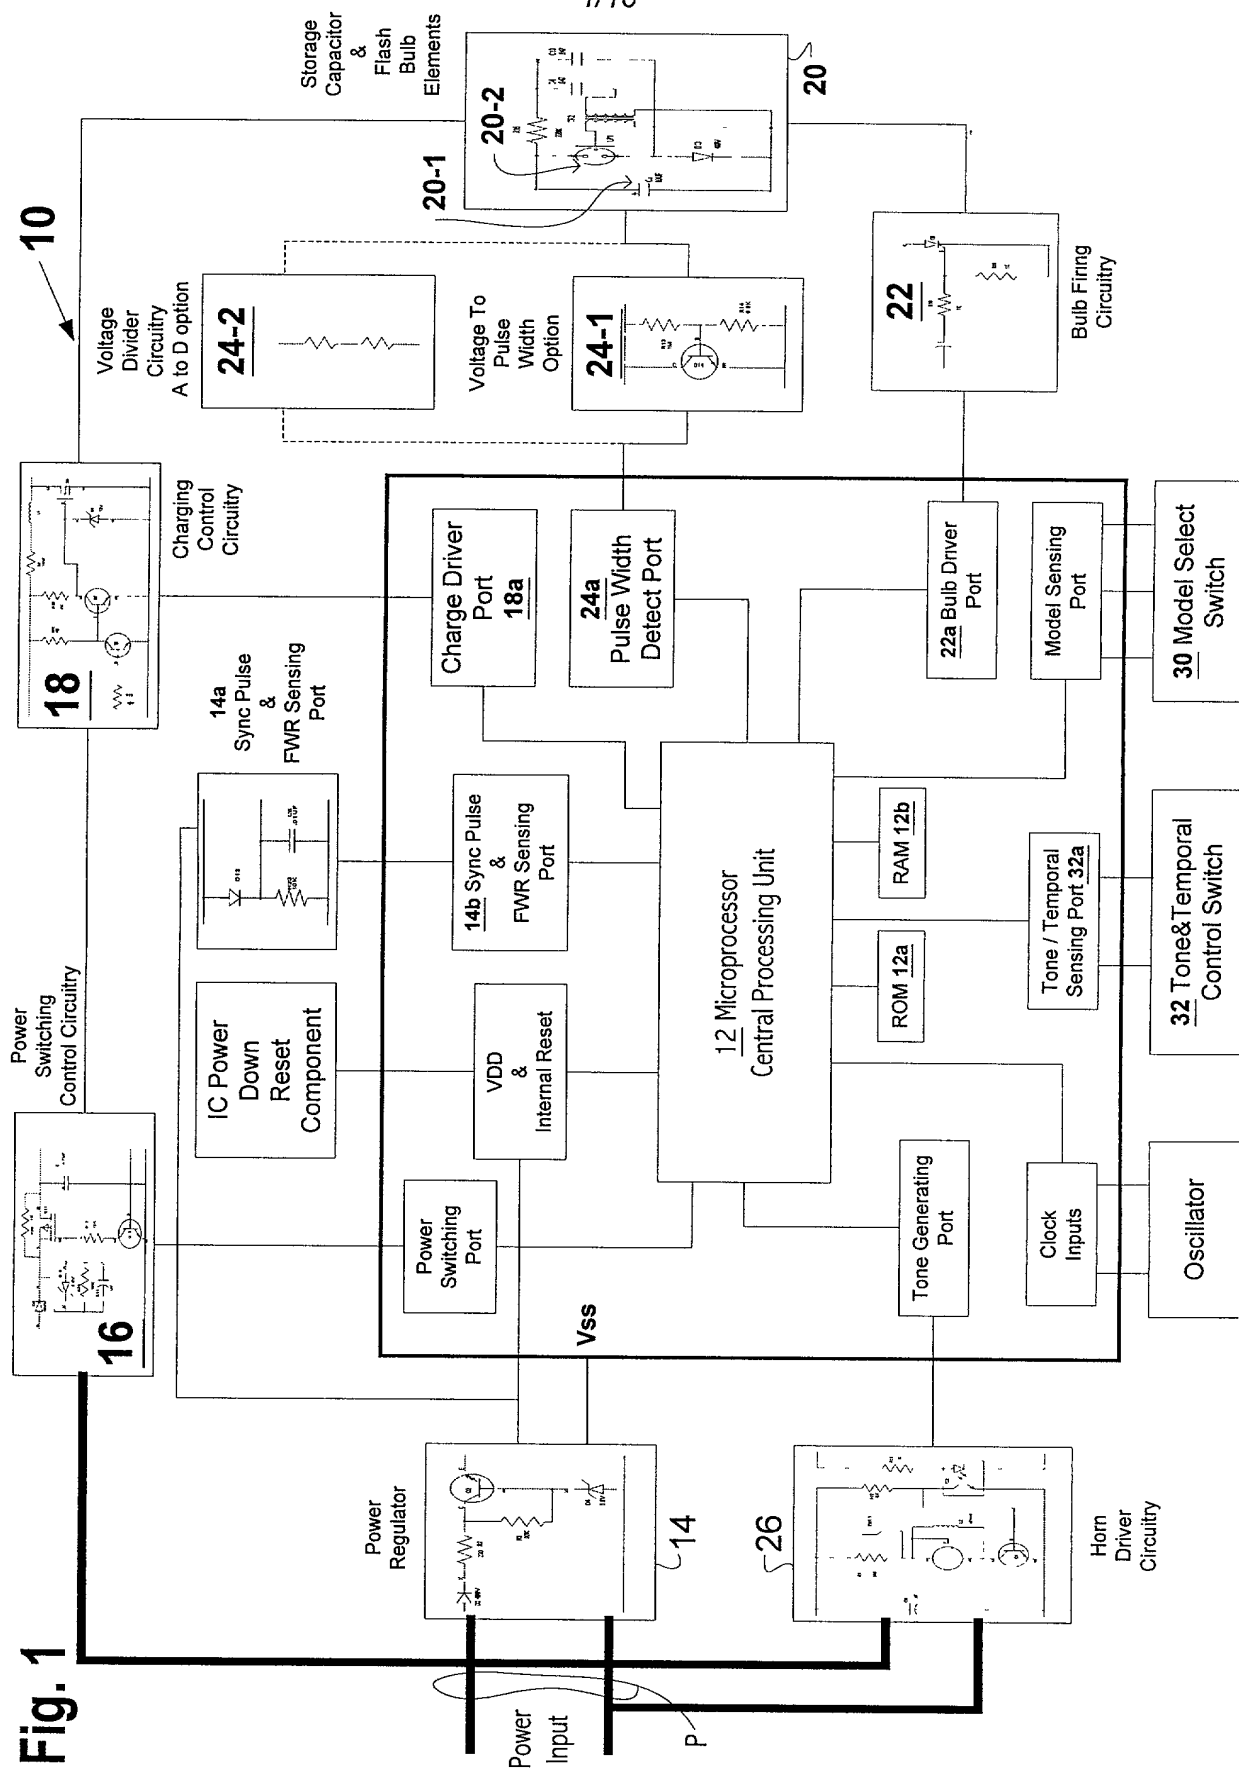 1/10
Fig. 1
10
Power
Switching
Control Circuitry
16
18
Charging
Control
Circuitry
Storage
Capacitor
&
Flash
Bulb
Elements
20
20-1
20-2
Voltage
Divider
Circuitry
A to D option
24-2
Voltage To
Pulse
Width
Option
24-1
22
Bulb Firing
Circuitry
14a
Sync Pulse
&
FWR Sensing
Port
IC Power
Down
Reset
Component
Charge Driver
Port
18a
24a
Pulse Width
Detect Port
14b Sync Pulse
&
FWR Sensing
Port
VDD
&
Internal Reset
Power
Switching
Port
12 Microprocessor
Central Processing Unit
22a Bulb Driver
Port
Model Sensing
Port
30 Model Select
Switch
RAM 12b
ROM 12a
Tone / Temporal
Sensing Port 32a
32 Tone&Temporal
Control Switch
Tone Generating
Port
Clock
Inputs
Oscillator
Vss
Power
Regulator
14
26
Horn
Driver
Circuitry
Power
Input
P